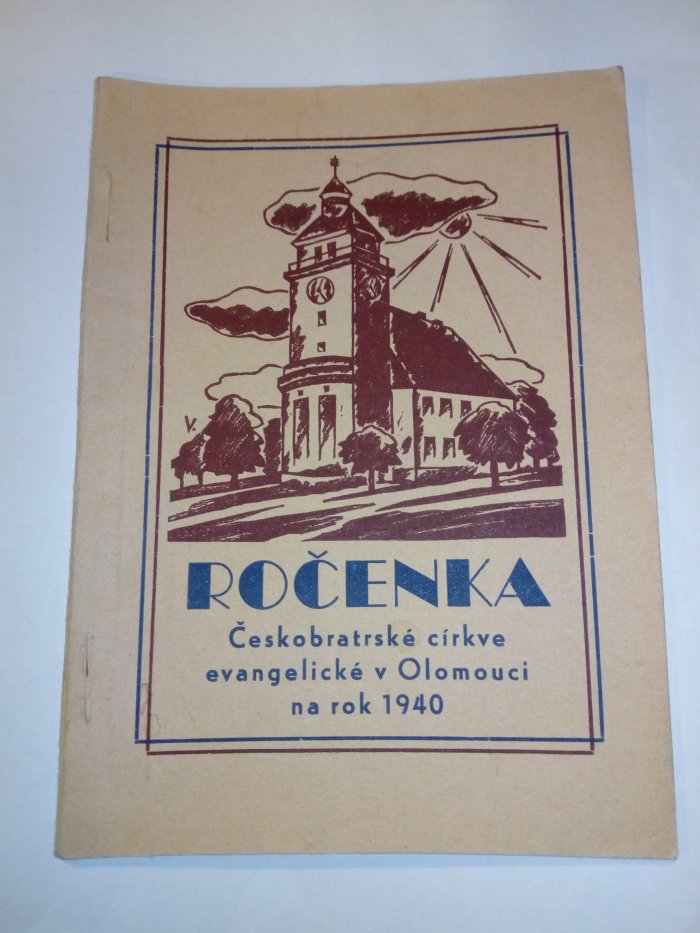 V.
ROČENKA
Českobratrské církve
evangelické v Olomouci
na rok 1940